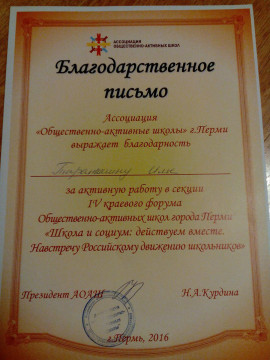 АССОЦИАЦИЯ
ОБЩЕСТВЕННО-АКТИВНЫХ ШКОЛ
Благодарственное
письмо
Ассоциация
«Общественно-активные школы» г.Перми
выражает благодарность
за активную работу в секции
IV краевого форума
Общественно-активных школ города Перми
«Школа и социум: действуем вместе.
Навстречу Российскому движению школьников»
Президент АОАШ
Н.А.Курдина
г.Пермь, 2016